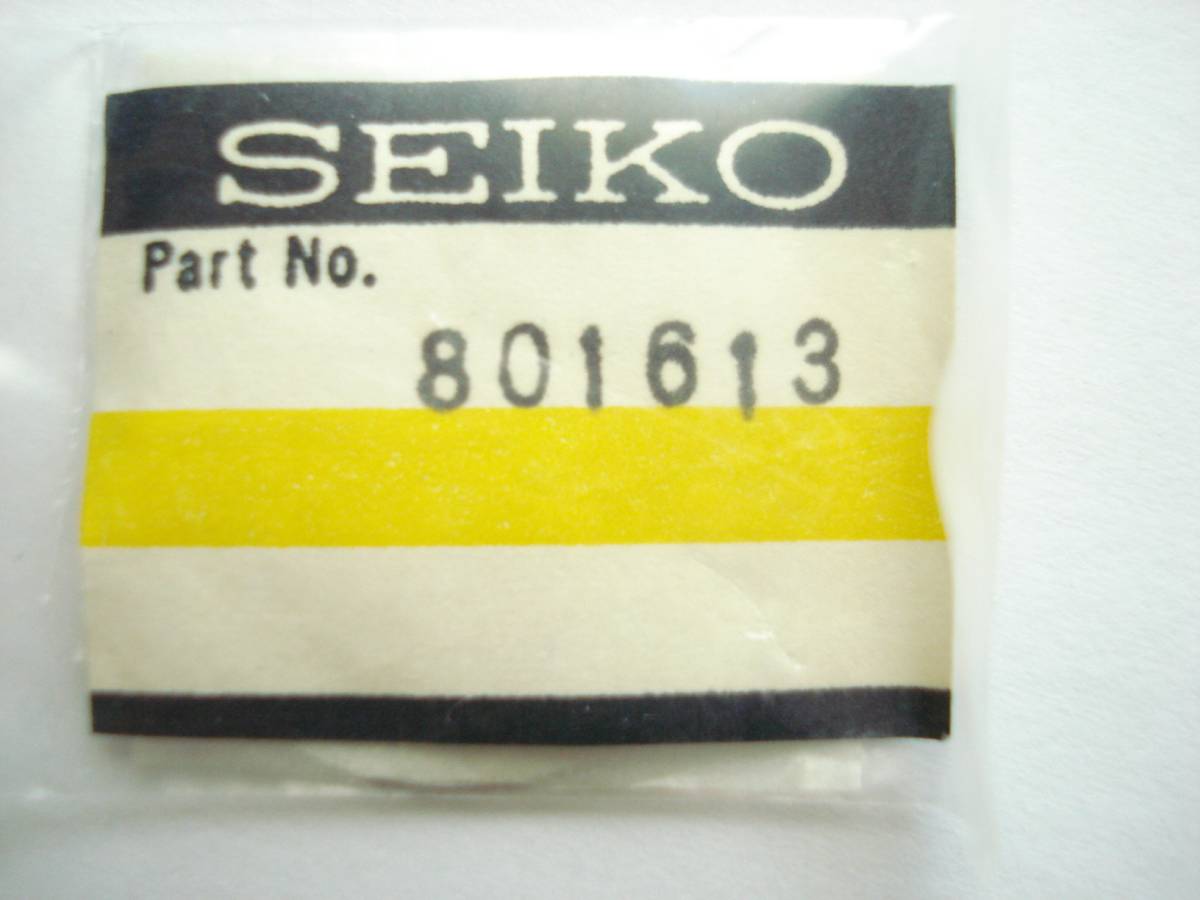 SEIKO
Part No.
801613